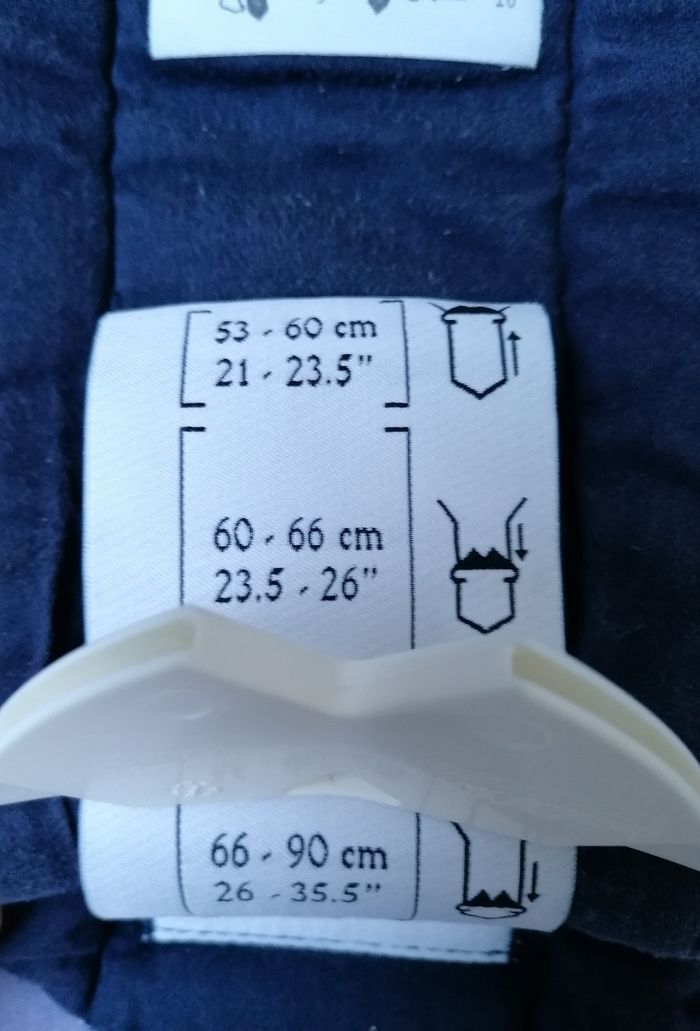 53 - 60 cm
21 - 23.5"
60 - 66 cm
23.5 - 26"
66 - 90 cm
26 - 35.5"